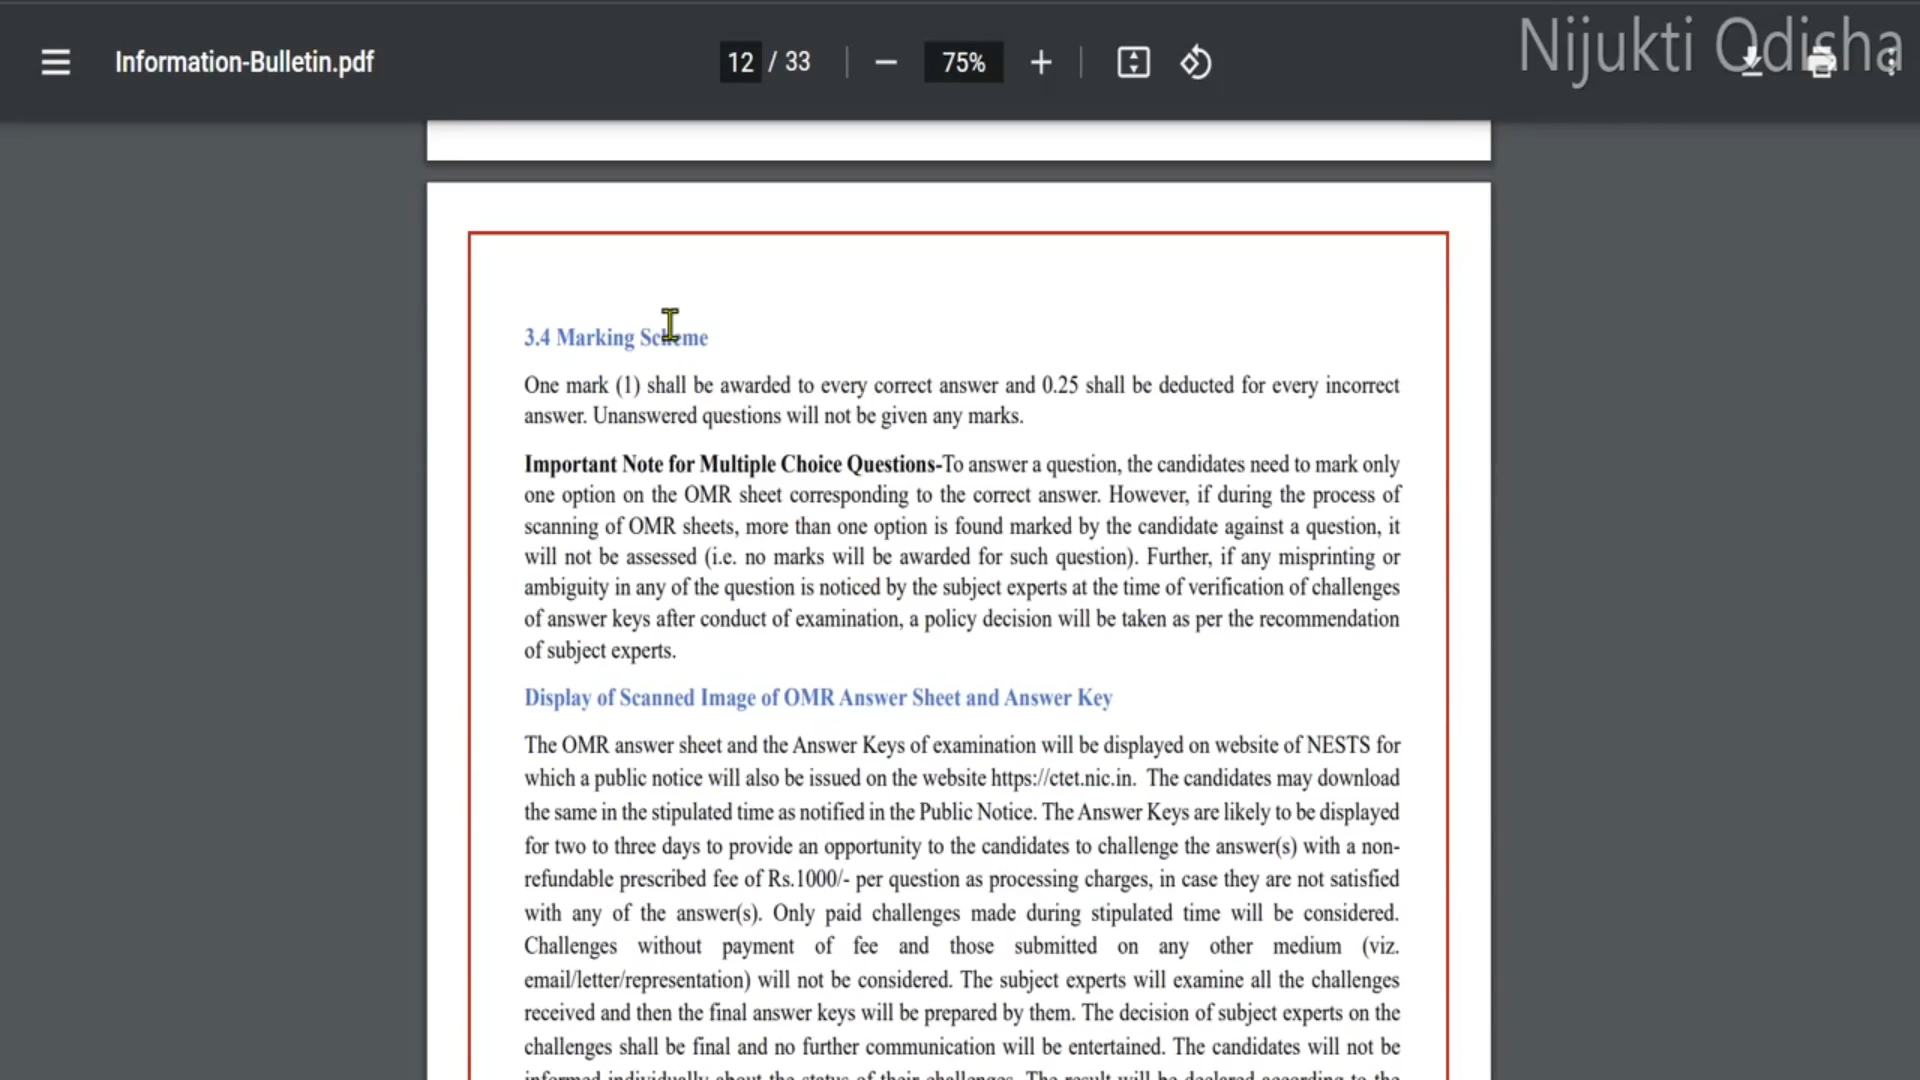 Information-Bulletin.pdf
12 / 33
75%
Nijukti Odisha
3.4 Marking Scheme
One mark (1) shall be awarded to every correct answer and 0.25 shall be deducted for every incorrect
answer. Unanswered questions will not be given any marks.
Important Note for Multiple Choice Questions-To answer a question, the candidates need to mark only
one option on the OMR sheet corresponding to the correct answer. However, if during the process of
scanning of OMR sheets, more than one option is found marked by the candidate against a question, it
will not be assessed (i.e. no marks will be awarded for such question). Further, if any misprinting or
ambiguity in any of the question is noticed by the subject experts at the time of verification of challenges
of answer keys after conduct of examination, a policy decision will be taken as per the recommendation
of subject experts.
Display of Scanned Image of OMR Answer Sheet and Answer Key
The OMR answer sheet and the Answer Keys of examination will be displayed on website of NESTS for
which a public notice will also be issued on the website https://ctet.nic.in. The candidates may download
the same in the stipulated time as notified in the Public Notice. The Answer Keys are likely to be displayed
for two to three days to provide an opportunity to the candidates to challenge the answer(s) with a non-
refundable prescribed fee of Rs.1000/- per question as processing charges, in case they are not satisfied
with any of the answer(s). Only paid challenges made during stipulated time will be considered.
Challenges without payment of fee and those submitted on any other medium (viz.
email/letter/representation) will not be considered. The subject experts will examine all the challenges
received and then the final answer keys will be prepared by them. The decision of subject experts on the
challenges shall be final and no further communication will be entertained. The candidates will not be
informed individually about the status of their challenges. The result will be declared according to the